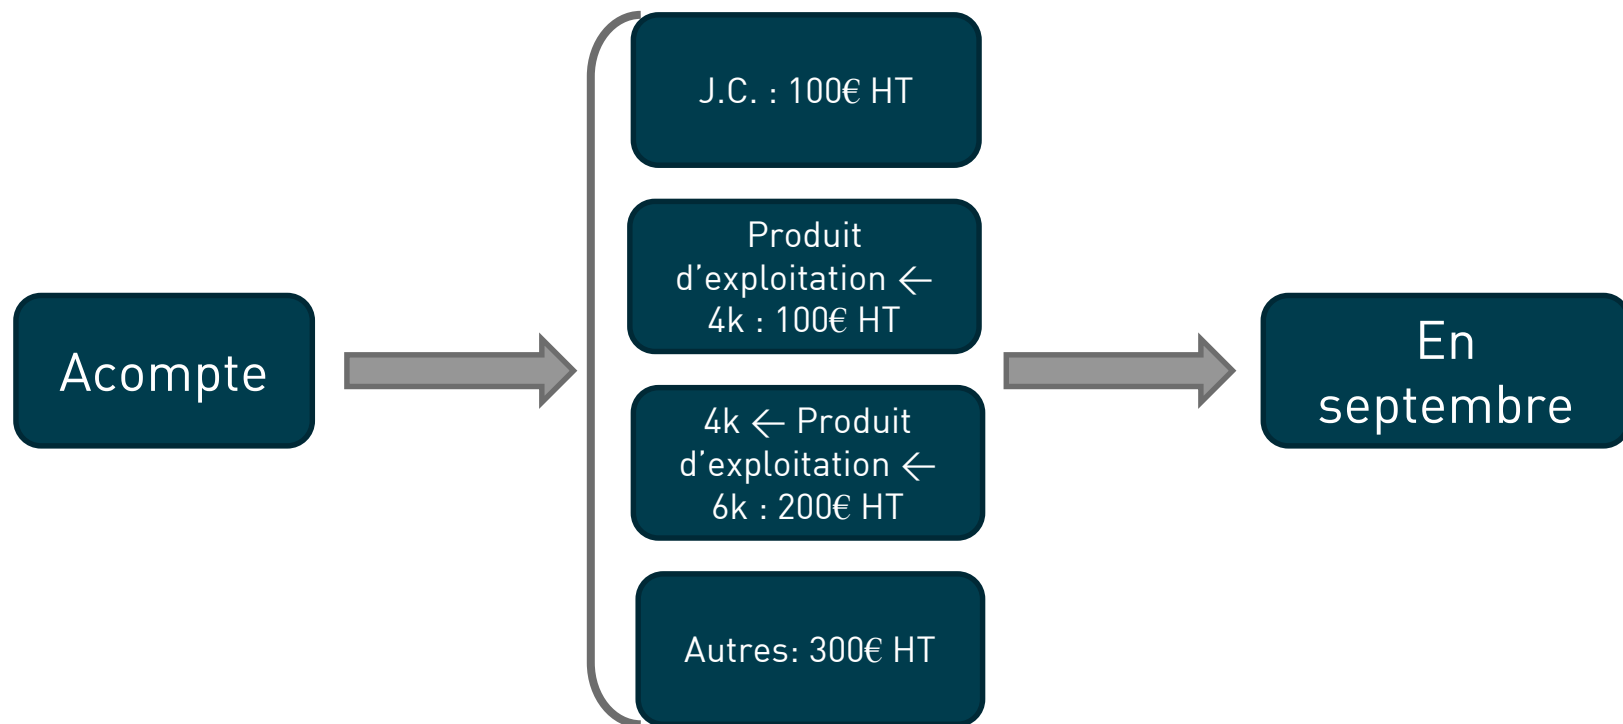 Acompte
J.C. : 100€ HT
Produit
d'exploitation ←
4k : 100€ HT
4k ← Produit
d'exploitation ←
6k : 200€ HT
Autres: 300€ HT
En
septembre